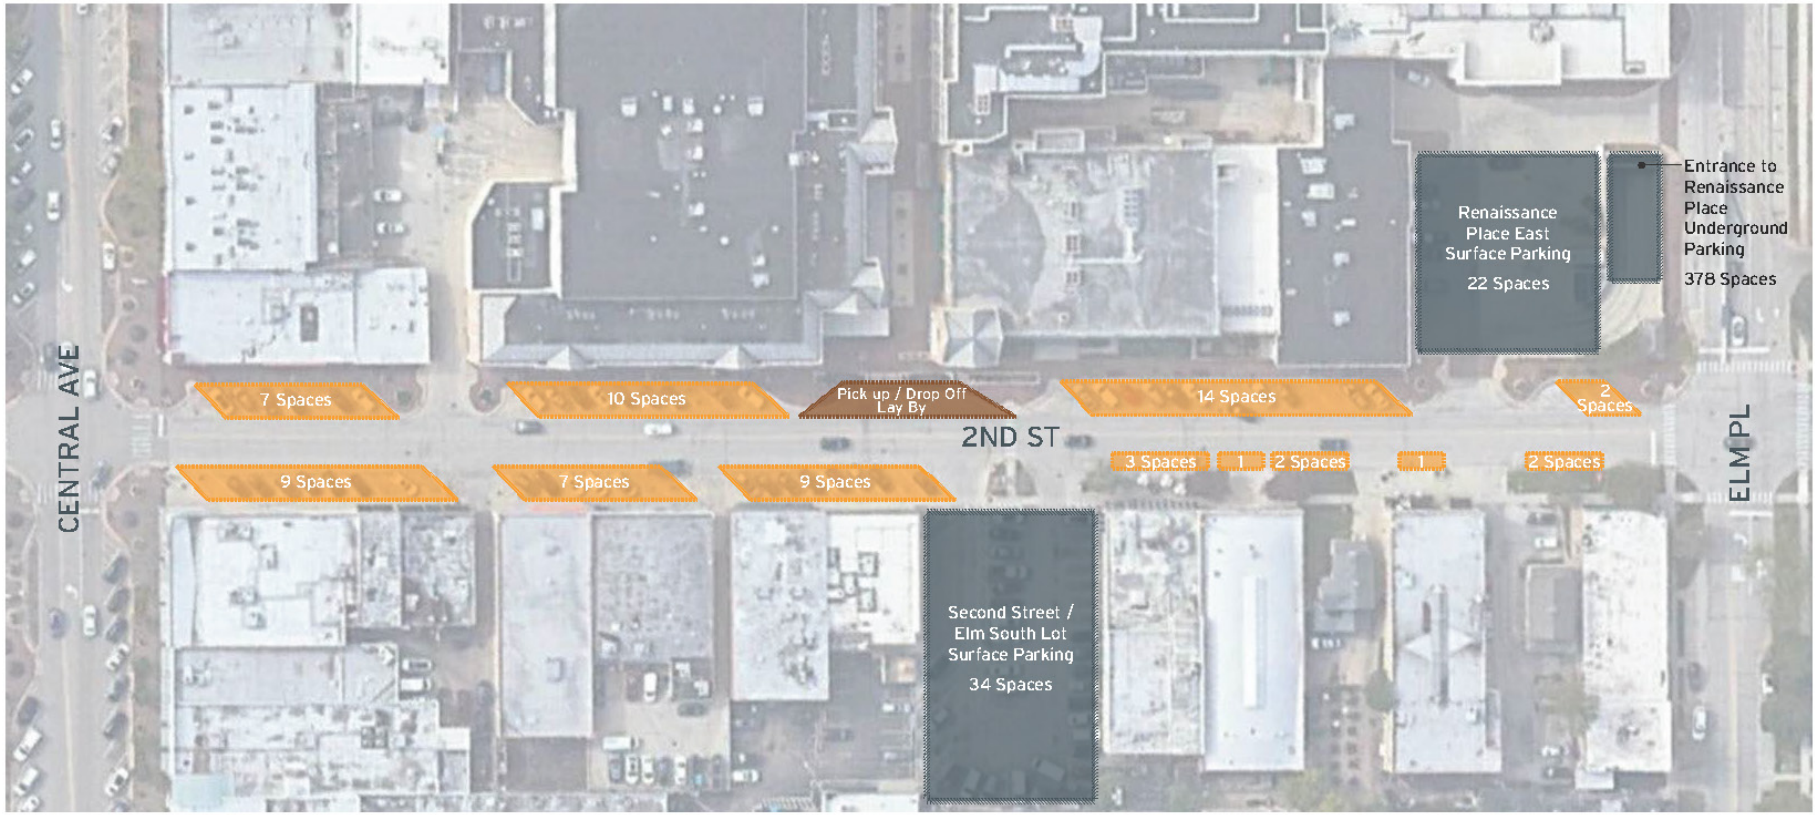 Entrance to
Renaissance
Place
Underground
Parking
378 Spaces
Renaissance
Place East
Surface Parking
22 Spaces
CENTRAL AVE
7 Spaces
10 Spaces
Pick up / Drop Off
Lay By
14 Spaces
2
Spaces
2ND ST
ELM PL
9 Spaces
7 Spaces
9 Spaces
3 Spaces
1
2 Spaces
1
2 Spaces
Second Street /
Elm South Lot
Surface Parking
34 Spaces